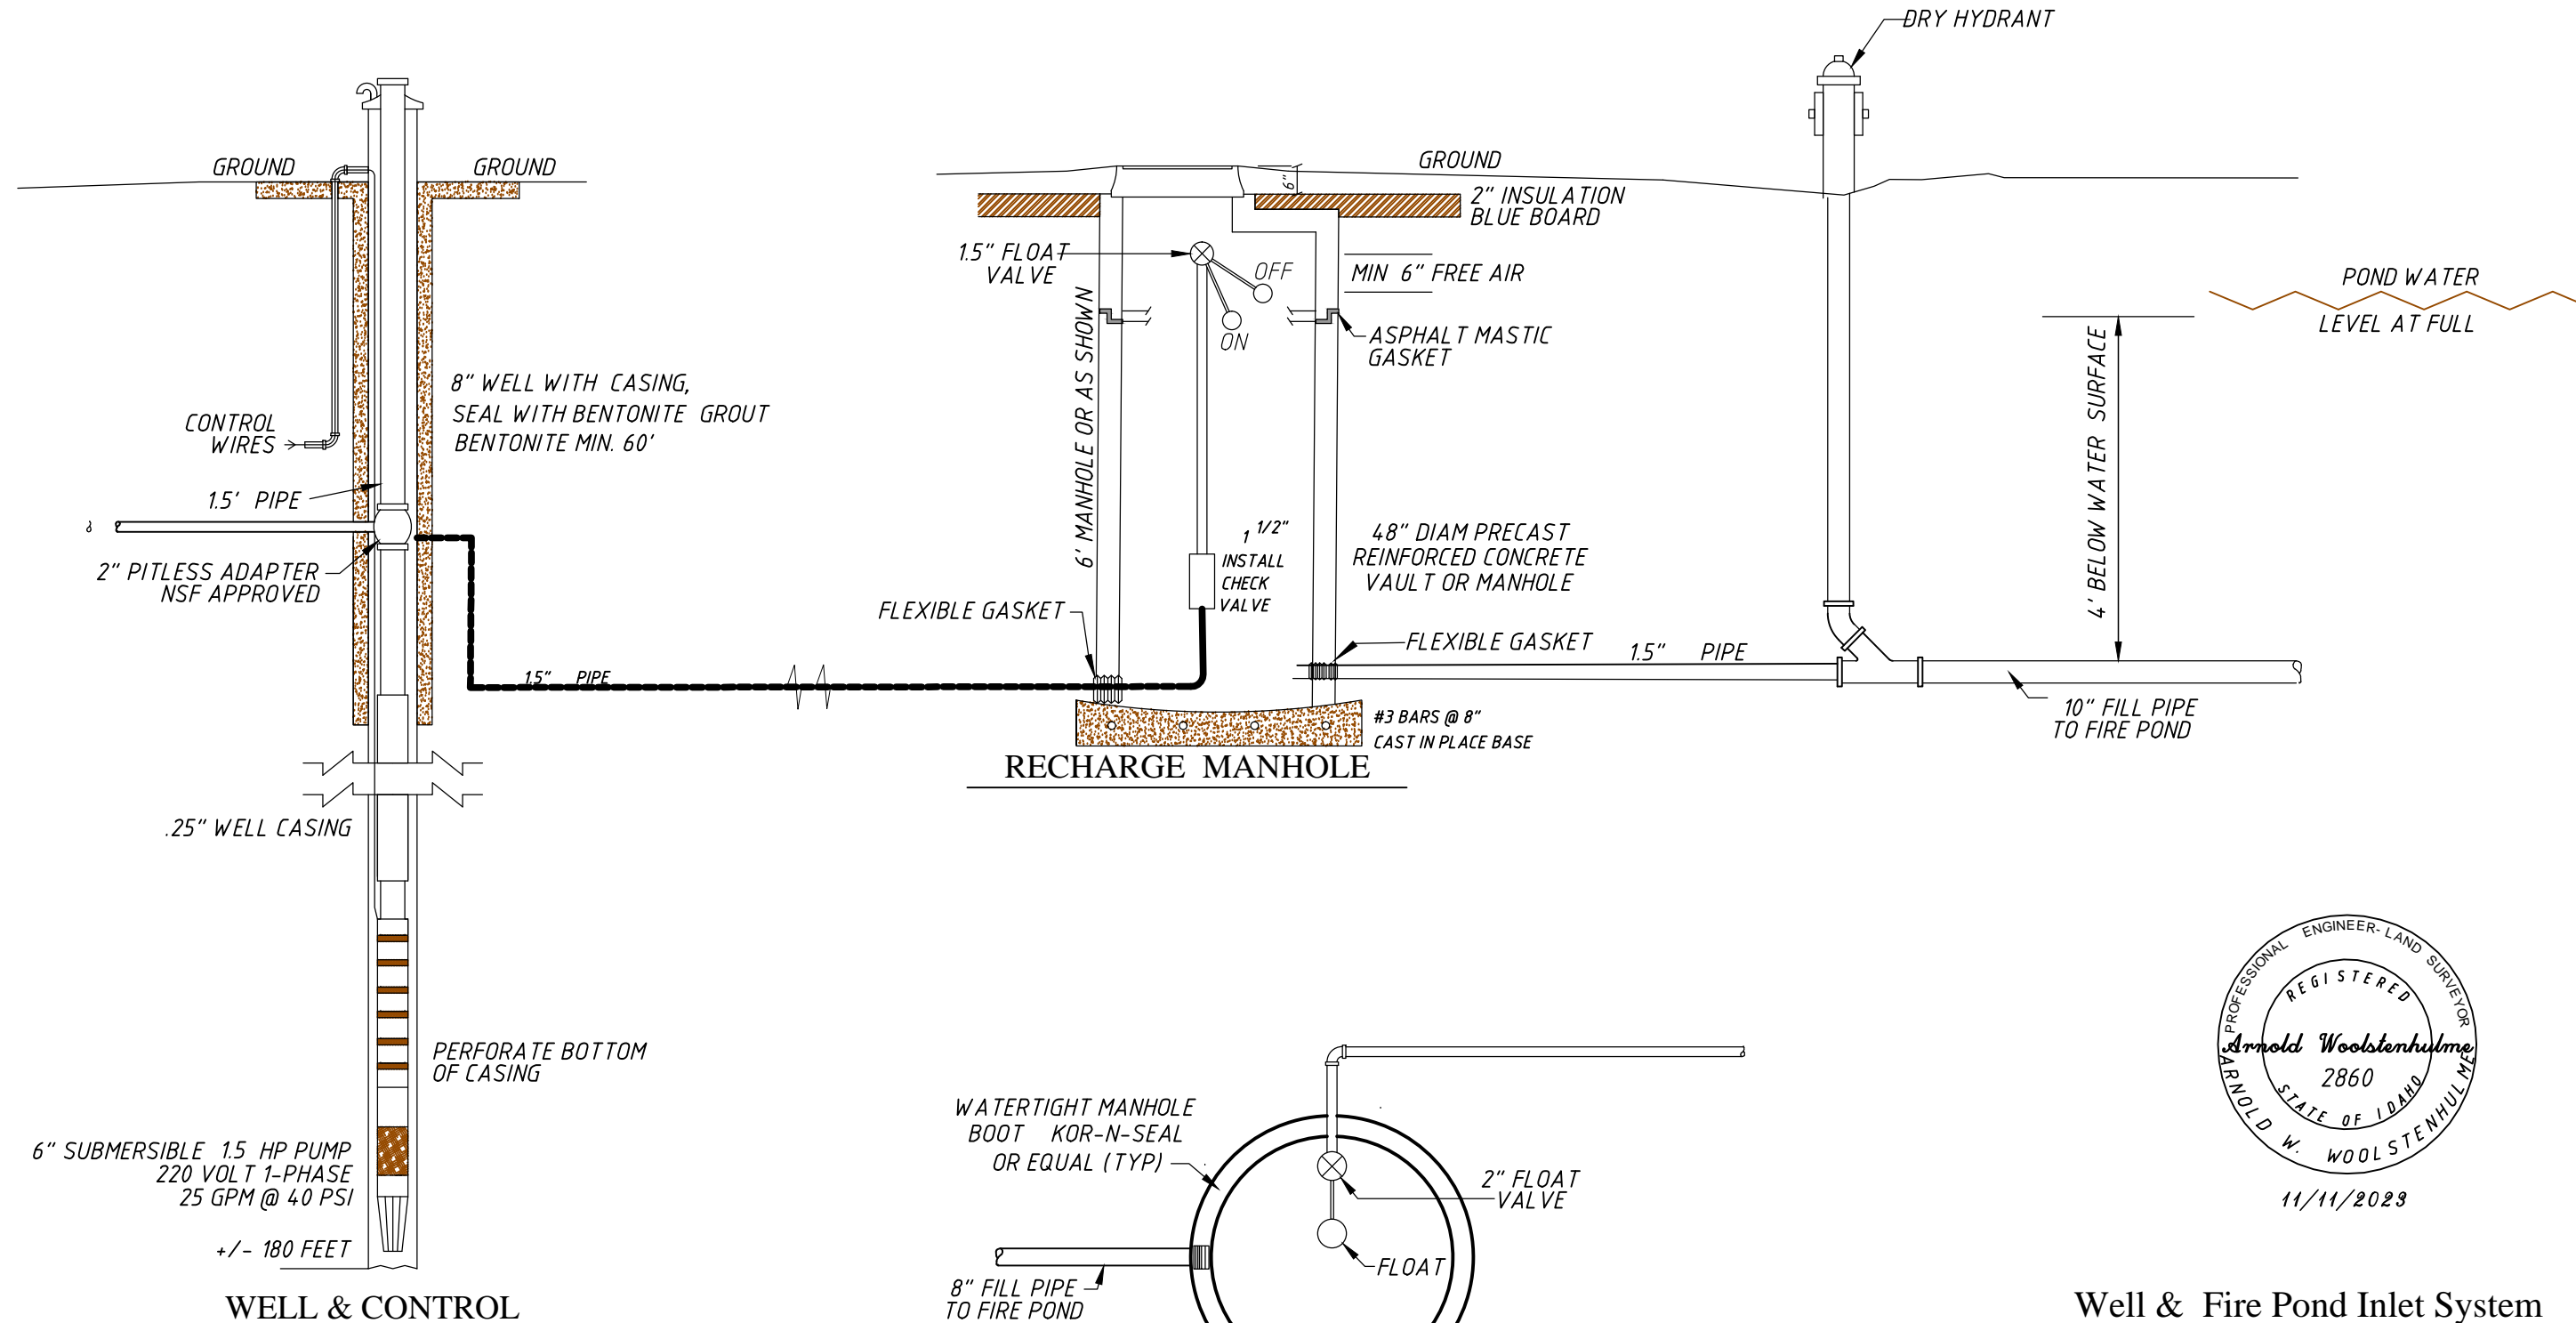 DRY HYDRANT
GROUND
GROUND
GROUND
6"
2" INSULATION
BLUE BOARD
1.5" FLOAT
VALVE
OFF
ON
MIN 6" FREE AIR
POND WATER
LEVEL AT FULL
ASPHALT MASTIC
GASKET
6' MANHOLE OR AS SHOWN
4' BELOW WATER SURFACE
8" WELL WITH CASING,
SEAL WITH BENTONITE GROUT
BENTONITE MIN. 60'
CONTROL
WIRES
1.5' PIPE
2" PITLESS ADAPTER
NSF APPROVED
1 1/2"
INSTALL
CHECK
VALVE
48" DIAM PRECAST
REINFORCED CONCRETE
VAULT OR MANHOLE
FLEXIBLE GASKET
FLEXIBLE GASKET
1.5" PIPE
1.5" PIPE
10" FILL PIPE
TO FIRE POND
#3 BARS @ 8"
CAST IN PLACE BASE
RECHARGE MANHOLE
.25" WELL CASING
PERFORATE BOTTOM
OF CASING
6" SUBMERSIBLE 1.5 HP PUMP
220 VOLT 1-PHASE
25 GPM @ 40 PSI
+/- 180 FEET
WELL & CONTROL
WATERTIGHT MANHOLE
BOOT KOR-N-SEAL
OR EQUAL (TYP)
2" FLOAT
VALVE
FLOAT
8" FILL PIPE
TO FIRE POND
PROFESSIONAL ENGINEER-LAND SURVEYOR
REGISTERED
Arnold Woolstenhulme
2860
STATE OF IDAHO
ARNOLD W. WOOLSTENHULME
11/11/2023
Well & Fire Pond Inlet System